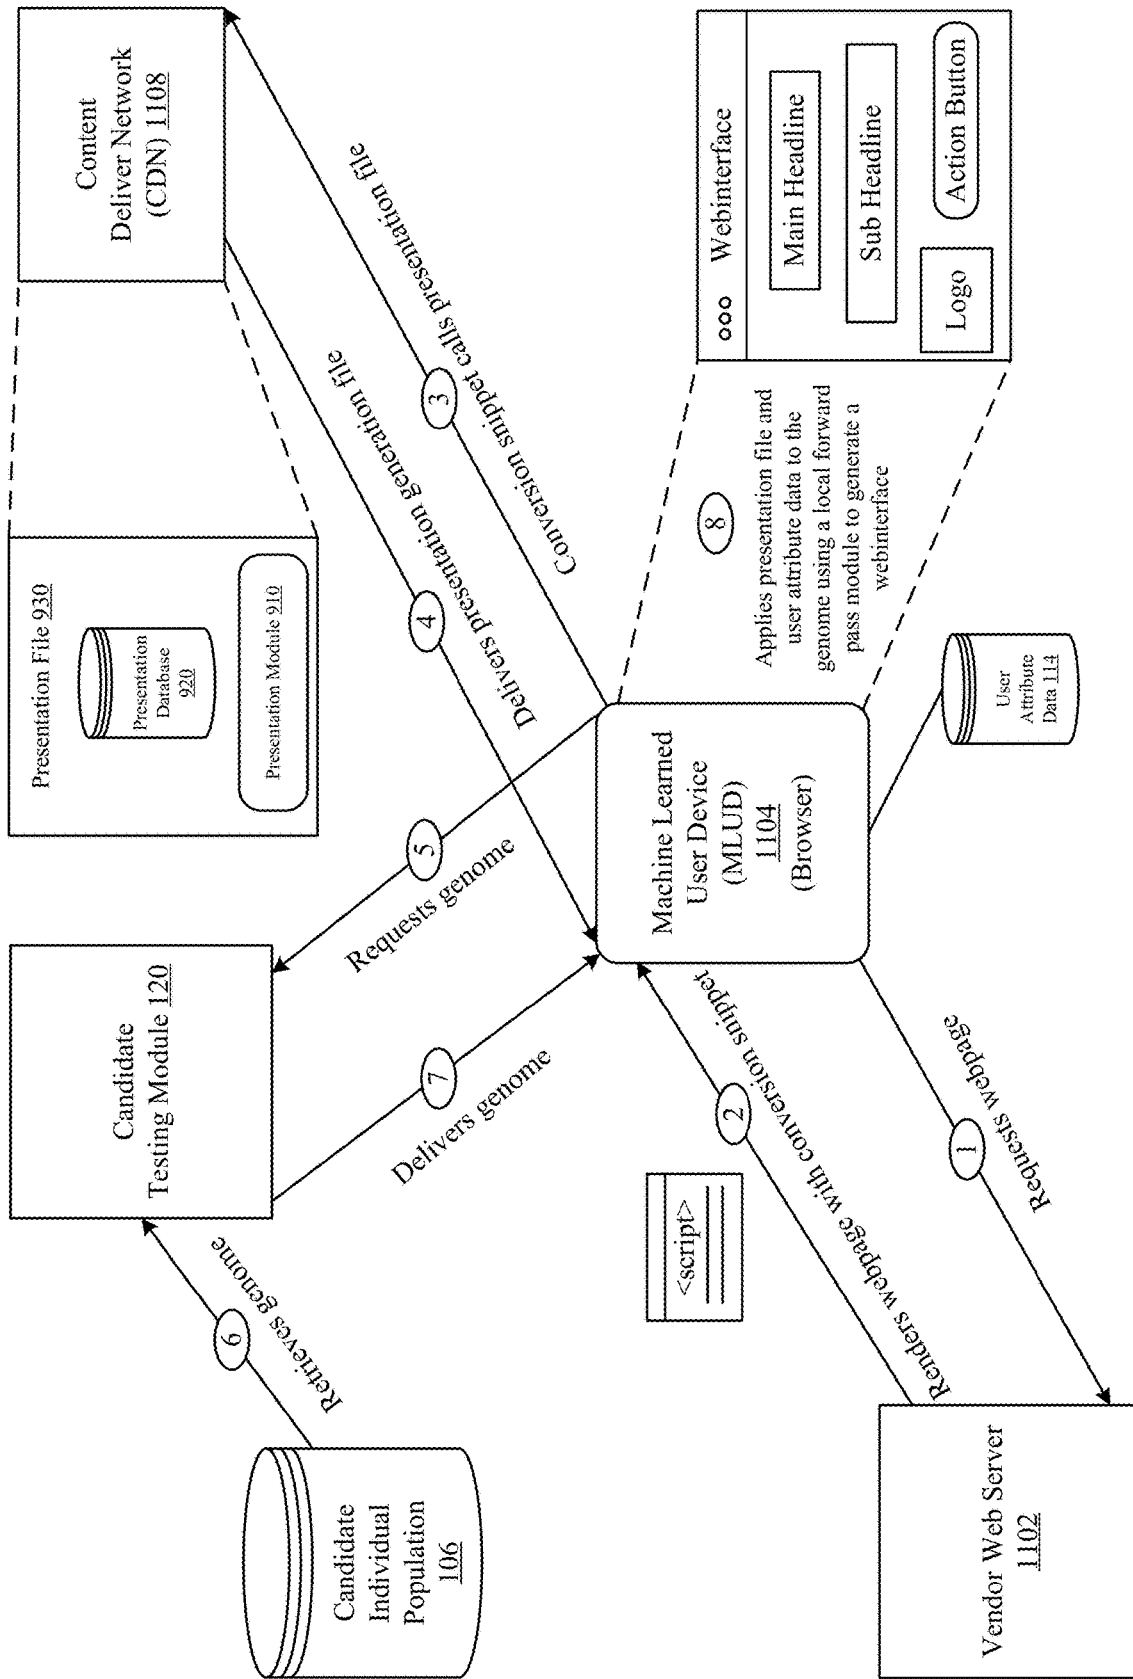 Candidate
Individual
Population
106
6
Retrieves genome
Candidate
Testing Module 120
Presentation File 930
Presentation
Database
920
Presentation Module 910
Content
Deliver Network
(CDN) 1108
5
Requests genome
7
Delivers genome
4
Delivers presentation generation file
3
Conversion snippet calls presentation file
<script>
2
Renders webpage with conversion snippet
Machine Learned
User Device
(MLUD)
1104
(Browser)
8
Applies presentation file and
user attribute data to the
genome using a local forward
pass module to generate a
webinterface
Webinterface
Main Headline
Sub Headline
Logo
Action Button
Vendor Web Server
1102
1
Requests webpage
User
Attribute
Data 114